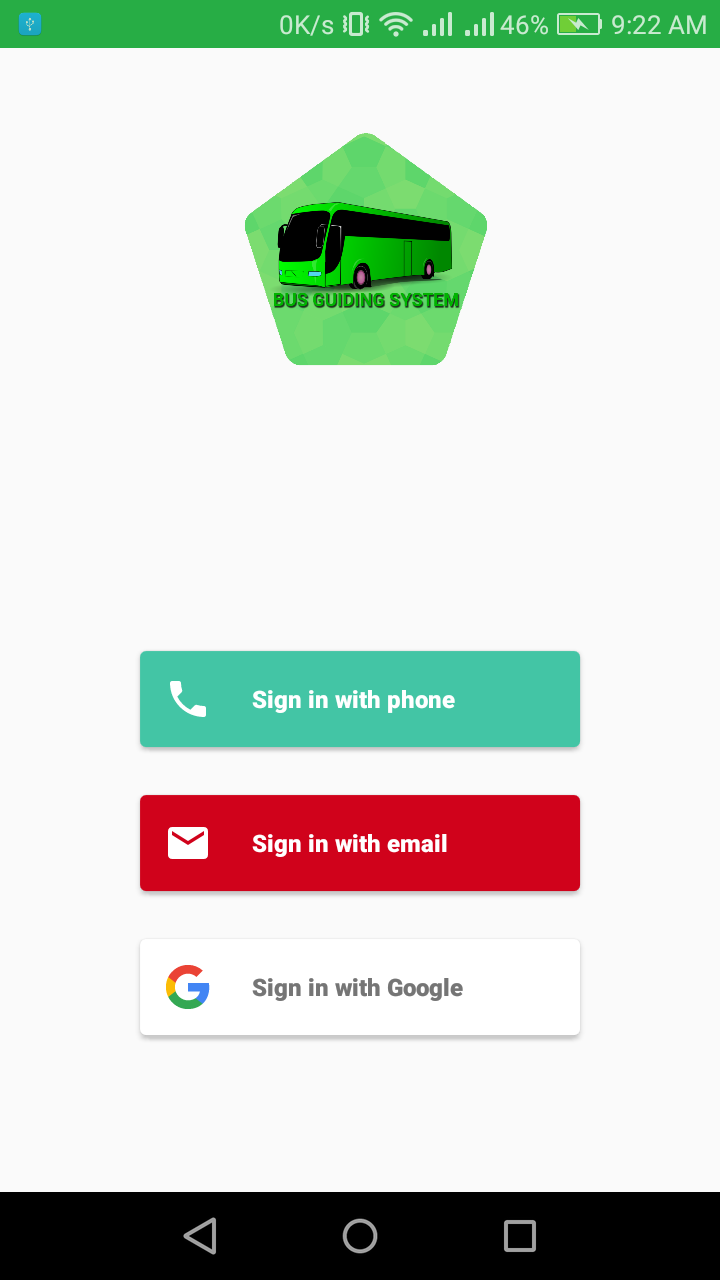 0K/s 46% 9:22 AM
BUS GUIDING SYSTEM
Sign in with phone
Sign in with email
Sign in with Google